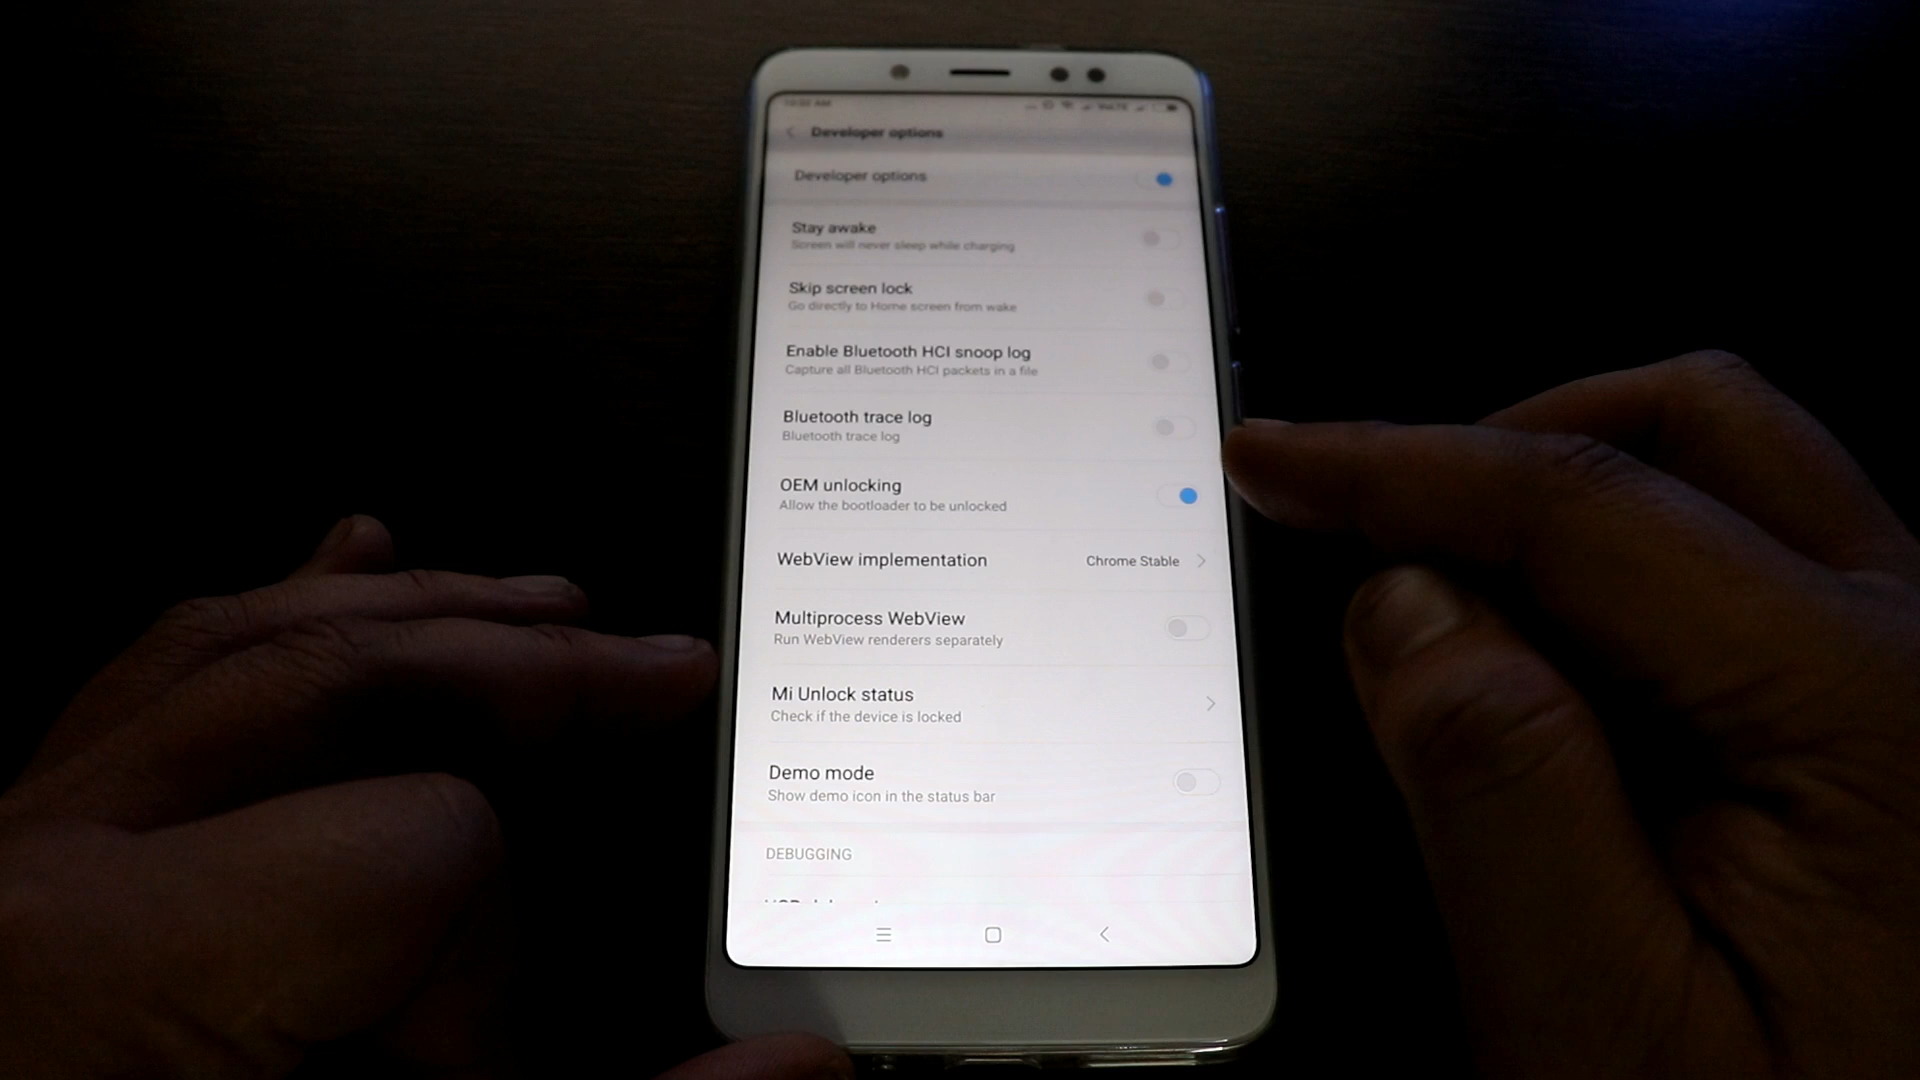 10:02 AM
VoLTE
Developer options
Developer options
Stay awake
Screen will never sleep while charging
Skip screen lock
Go directly to Home screen from wake
Enable Bluetooth HCI snoop log
Capture all Bluetooth HCI packets in a file
Bluetooth trace log
Bluetooth trace log
OEM unlocking
Allow the bootloader to be unlocked
WebView implementation
Chrome Stable
Multiprocess WebView
Run WebView renderers separately
Mi Unlock status
Check if the device is locked
Demo mode
Show demo icon in the status bar
DEBUGGING